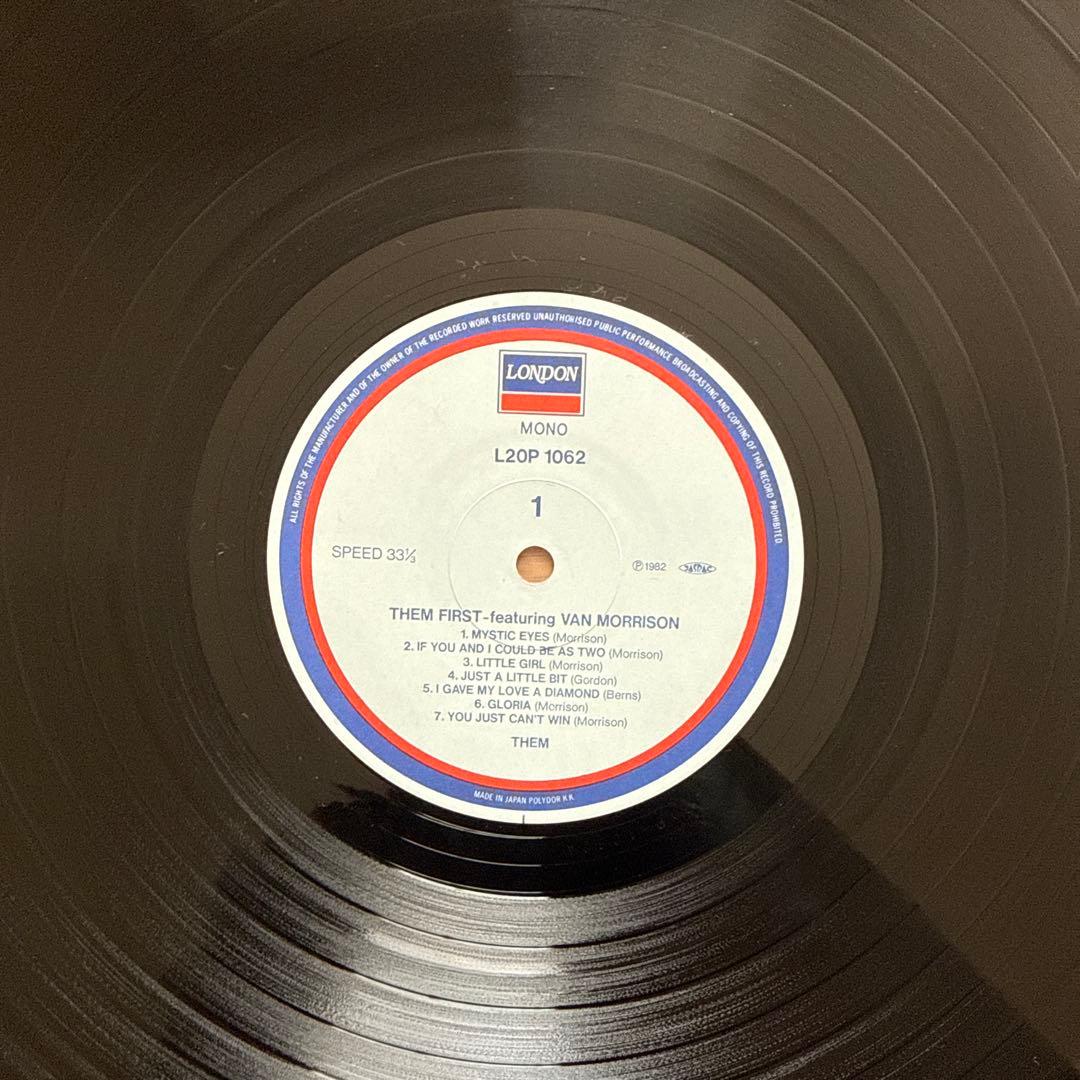 ALL RIGHTS OF THE MANUFACTURER AND OF THE OWNER OF THE RECORDED WORK RESERVED UNAUTHORISED PUBLIC PERFORMANCE BROADCASTING AND COPYING OF THIS RECORD PROHIBITED
LONDON
MONO
L20P 1062
1
SPEED 33⅓
℗1982 JASRAC
THEM FIRST-featuring VAN MORRISON
1. MYSTIC EYES (Morrison)
2. IF YOU AND I COULD BE AS TWO (Morrison)
3. LITTLE GIRL (Morrison)
4. JUST A LITTLE BIT (Gordon)
5. I GAVE MY LOVE A DIAMOND (Berns)
6. GLORIA (Morrison)
7. YOU JUST CAN'T WIN (Morrison)
THEM
MADE IN JAPAN POLYDOR K.K.